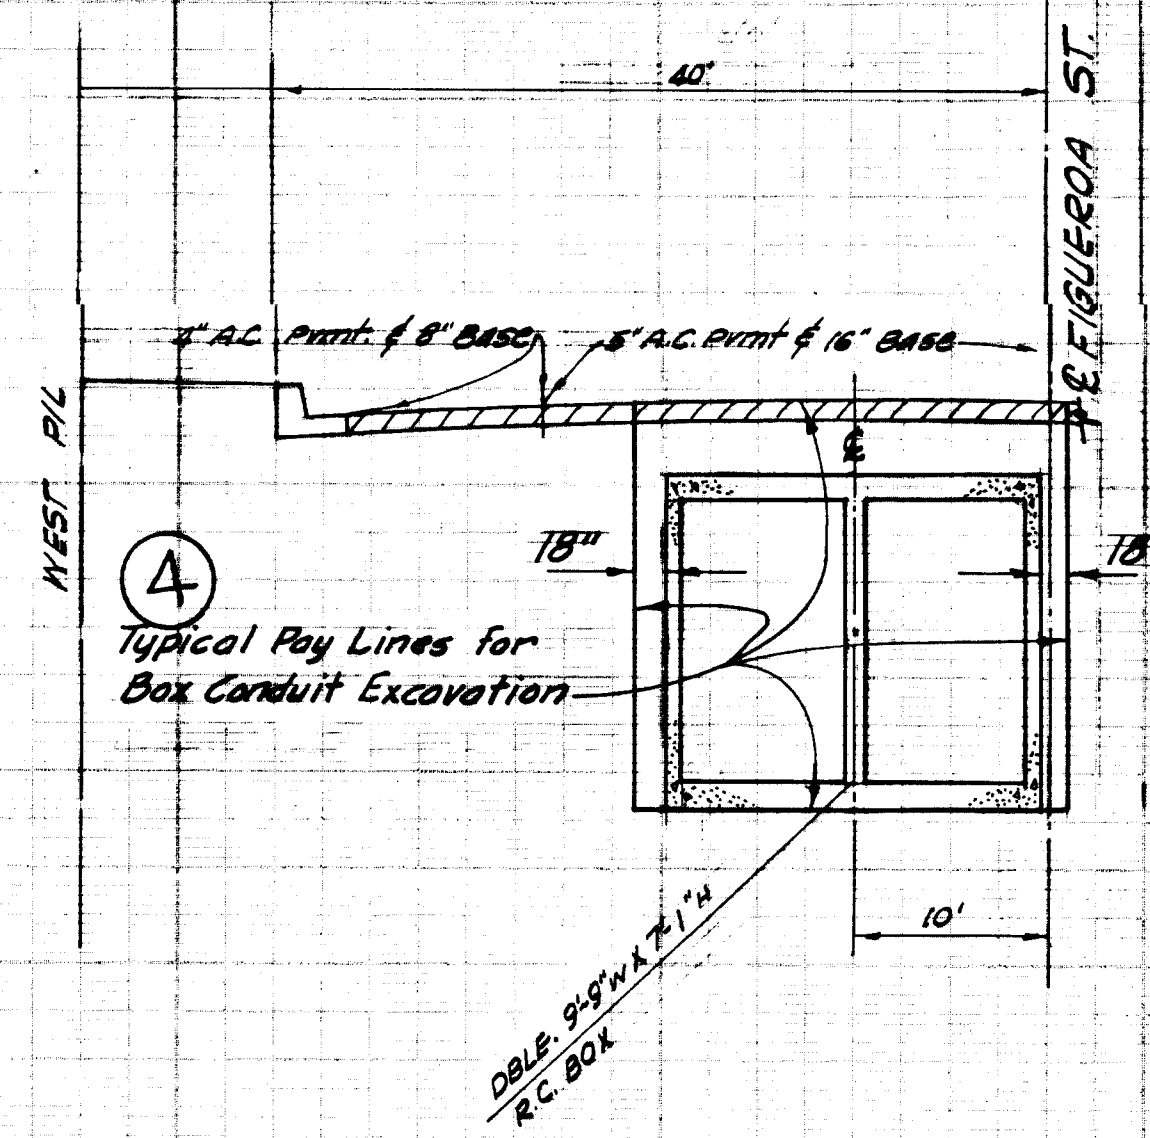 40'
℄ FIGUEROA ST.
4" A.C. Pvmt. & 8" Base
5" A.C. Pvmt & 16" Base
WEST P/L
℄
18"
18
4
Typical Pay Lines for
Box Conduit Excavation
10'
DBLE. 9'-9" W X 7'-1" H
R.C. BOX